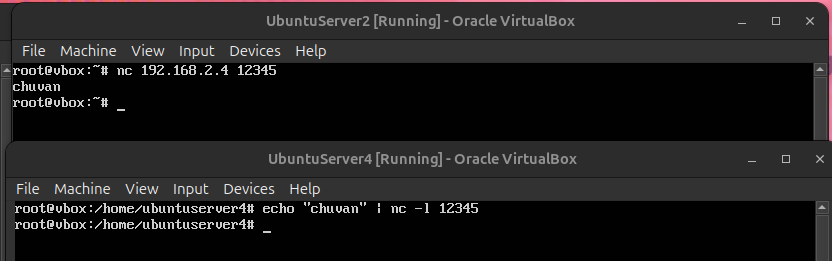 UbuntuServer2 [Running] - Oracle VirtualBox
File Machine View Input Devices Help
root@vbox:~# nc 192.168.2.4 12345
chuvan
root@vbox:~# _
UbuntuServer4 [Running] - Oracle VirtualBox
File Machine View Input Devices Help
root@vbox:/home/ubuntuserver4# echo "chuvan" | nc -l 12345
root@vbox:/home/ubuntuserver4# _